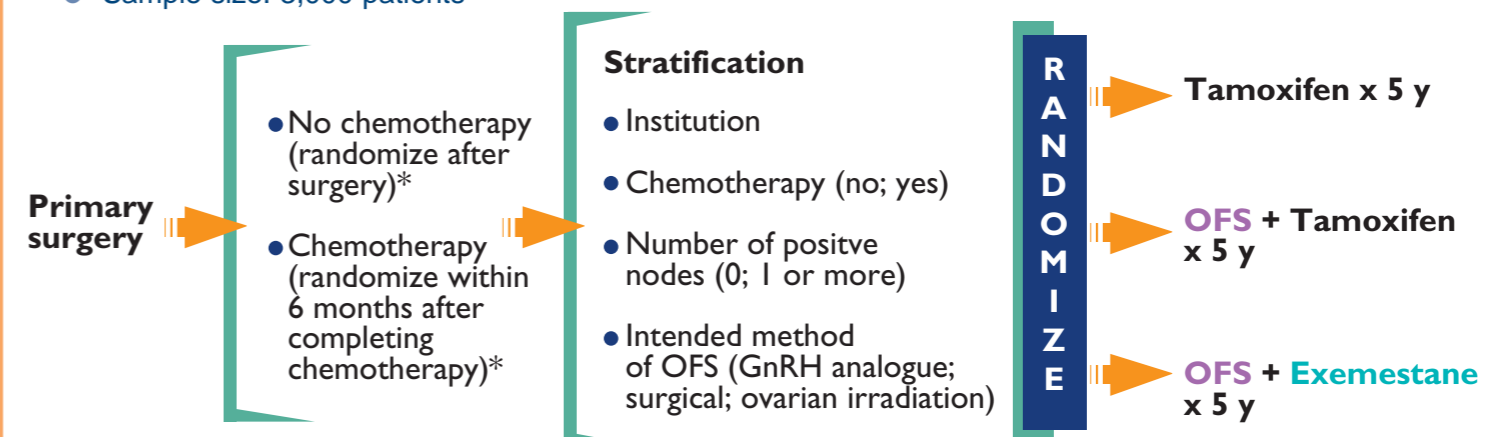 Primary
surgery
●No chemotherapy
(randomize after
surgery)*
●Chemotherapy
(randomize within
6 months after
completing
chemotherapy)*
Stratification
● Institution
● Chemotherapy (no; yes)
● Number of positve
nodes (0; 1 or more)
● Intended method
of OFS (GnRH analogue;
surgical; ovarian irradiation)
RANDOMIZE
Tamoxifen x 5 y
OFS + Tamoxifen
x 5 y
OFS + Exemestane
x 5 y